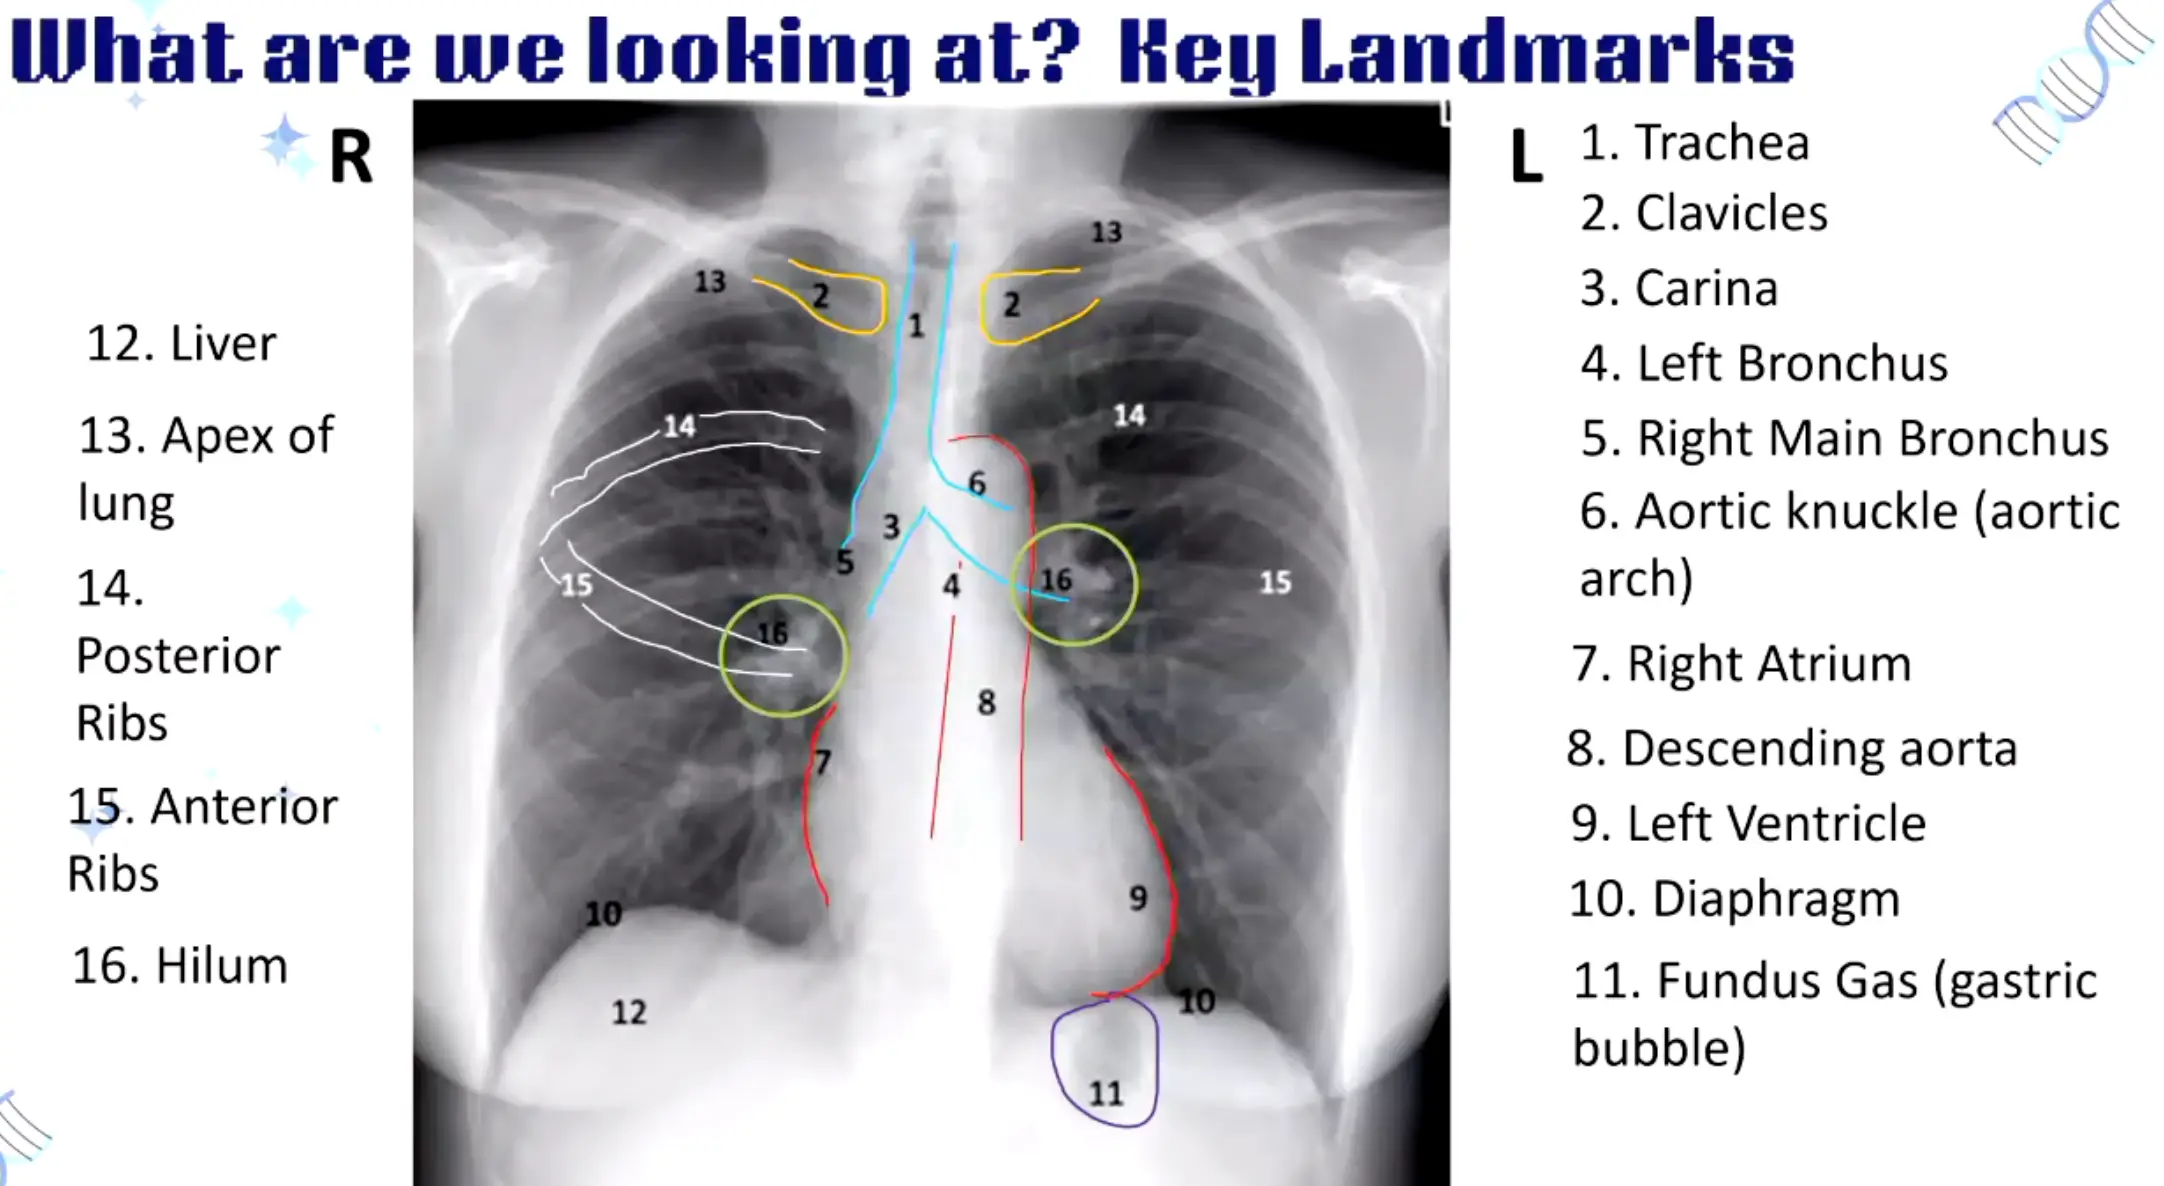 What are we looking at? Key Landmarks
R
12. Liver
13. Apex of
lung
14.
Posterior
Ribs
15. Anterior
Ribs
16. Hilum
13
13
2
2
1
14
14
6
3
5
4
16
15
15
16
8
7
9
10
10
12
11
L
1. Trachea
2. Clavicles
3. Carina
4. Left Bronchus
5. Right Main Bronchus
6. Aortic knuckle (aortic
arch)
7. Right Atrium
8. Descending aorta
9. Left Ventricle
10. Diaphragm
11. Fundus Gas (gastric
bubble)